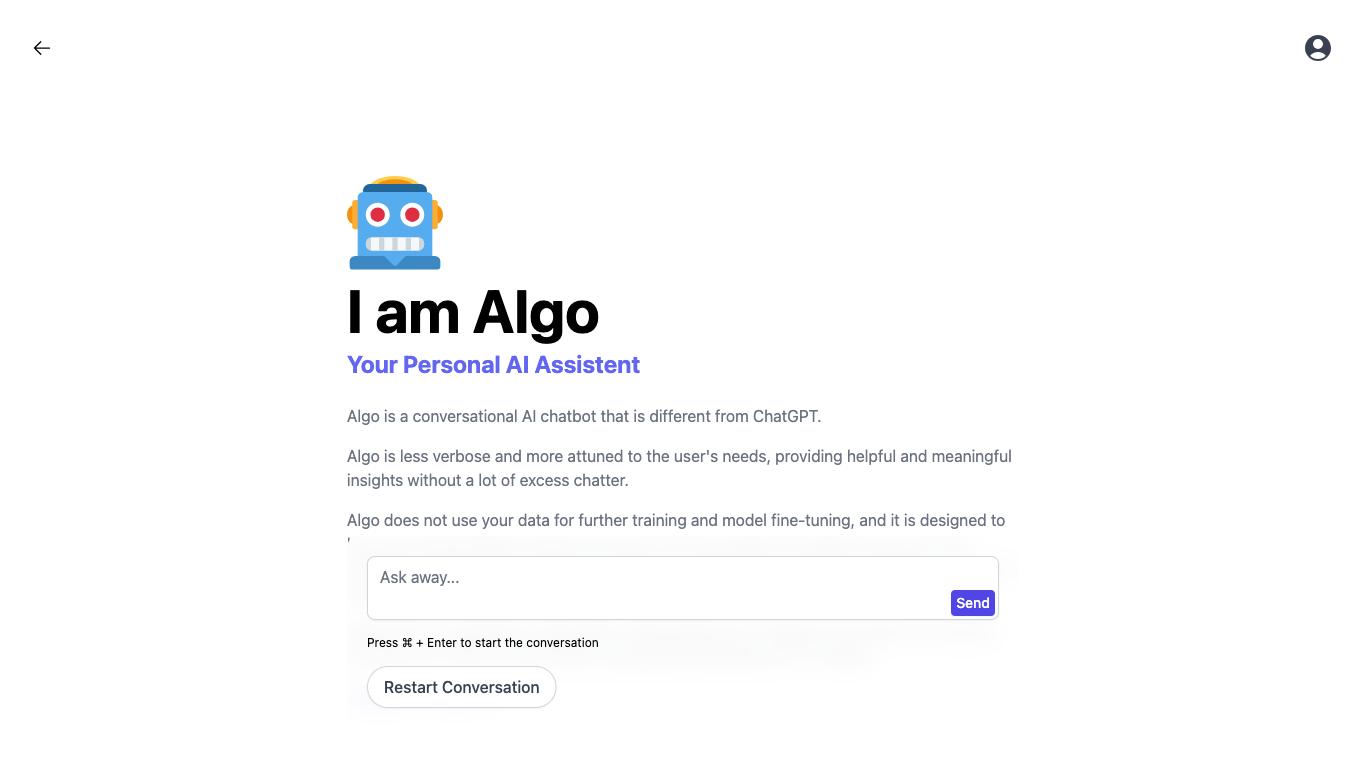 I am Algo
Your Personal AI Assistent
Algo is a conversational AI chatbot that is different from ChatGPT.
Algo is less verbose and more attuned to the user's needs, providing helpful and meaningful
insights without a lot of excess chatter.
Algo does not use your data for further training and model fine-tuning, and it is designed to
Ask away...
Send
Press ⌘ + Enter to start the conversation
Restart Conversation